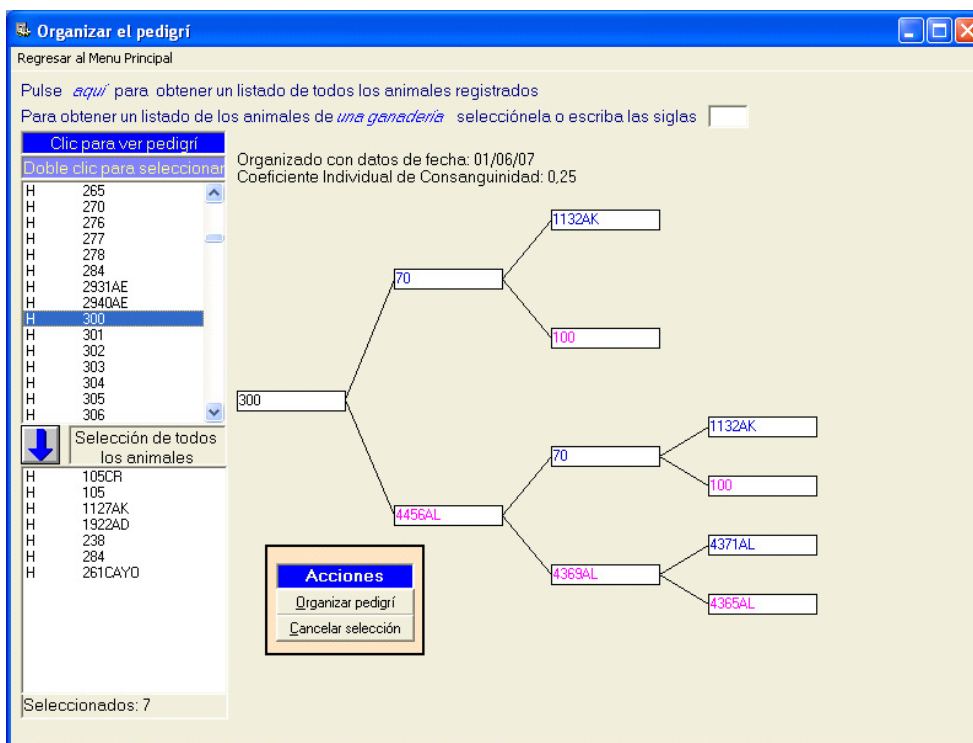 Organizar el pedigrí
Regresar al Menu Principal
Pulse aquí para obtener un listado de todos los animales registrados
Para obtener un listado de los animales de una ganadería selecciónela o escriba las siglas
Clic para ver pedigrí
Doble clic para seleccionar
H 265
H 270
H 276
H 277
H 278
H 284
H 2931AE
H 2940AE
H 300
H 301
H 302
H 303
H 304
H 305
H 306
Selección de todos
los animales
H 105CR
H 105
H 1127AK
H 1922AD
H 238
H 284
H 261CAYO
Seleccionados: 7
Organizado con datos de fecha: 01/06/07
Coeficiente Individual de Consanguinidad: 0,25
300
70
4456AL
1132AK
100
70
4369AL
1132AK
100
4371AL
4365AL
Acciones
Organizar pedigrí
Cancelar selección